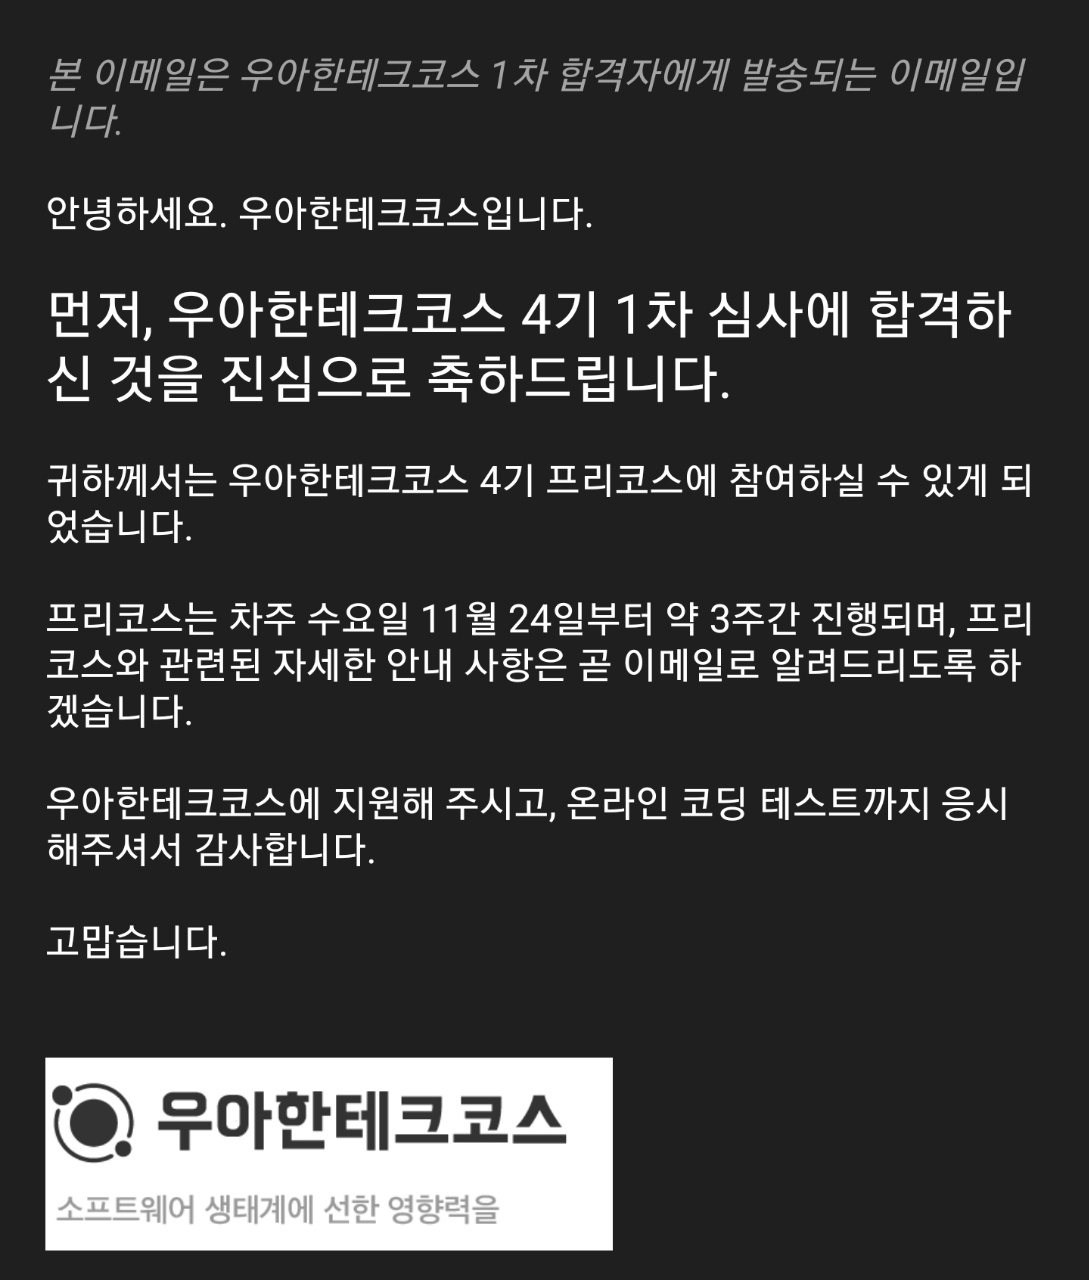 본 이메일은 우아한테크코스 1차 합격자에게 발송되는 이메일입
니다.
안녕하세요. 우아한테크코스입니다.
먼저, 우아한테크코스 4기 1차 심사에 합격하
신 것을 진심으로 축하드립니다.
귀하께서는 우아한테크코스 4기 프리코스에 참여하실 수 있게 되
었습니다.
프리코스는 차주 수요일 11월 24일부터 약 3주간 진행되며, 프리
코스와 관련된 자세한 안내 사항은 곧 이메일로 알려드리도록 하
겠습니다.
우아한테크코스에 지원해 주시고, 온라인 코딩 테스트까지 응시
해주셔서 감사합니다.
고맙습니다.
우아한테크코스
소프트웨어 생태계에 선한 영향력을